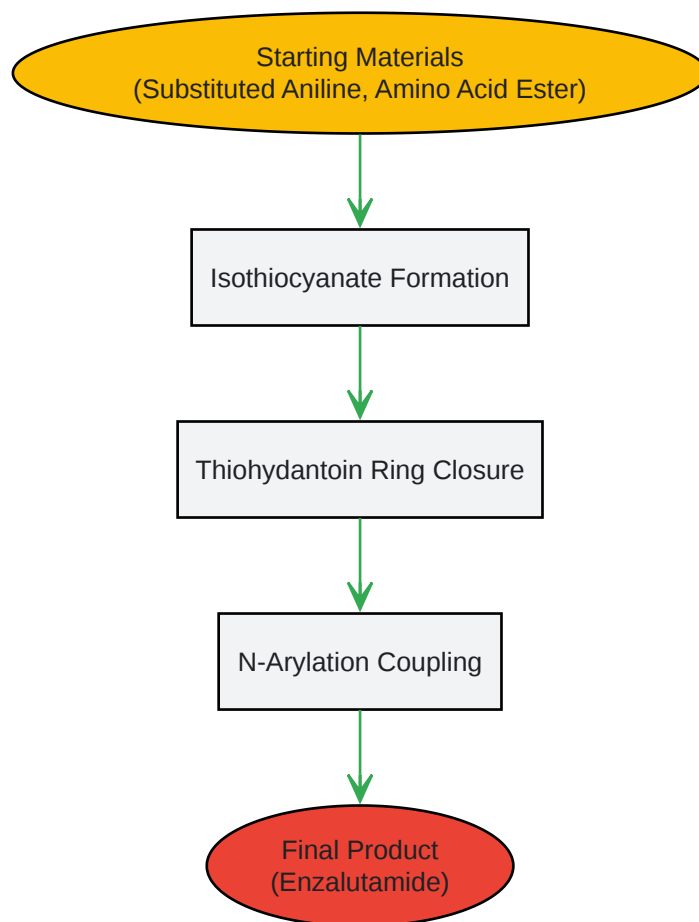 Starting Materials
(Substituted Aniline, Amino Acid Ester)
Isothiocyanate Formation
Thiohydantoin Ring Closure
N-Arylation Coupling
Final Product
(Enzalutamide)